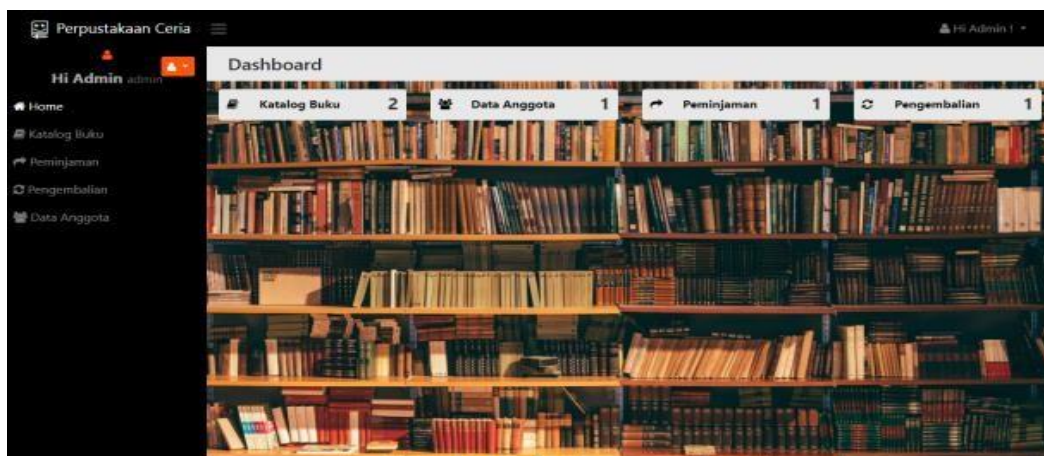 Perpustakaan Ceria
Hi Admin !
Hi Admin admin
Dashboard
Home
Katalog Buku
Peminjaman
Pengembalian
Data Anggota
Katalog Buku 2
Data Anggota 1
Peminjaman 1
Pengembalian 1